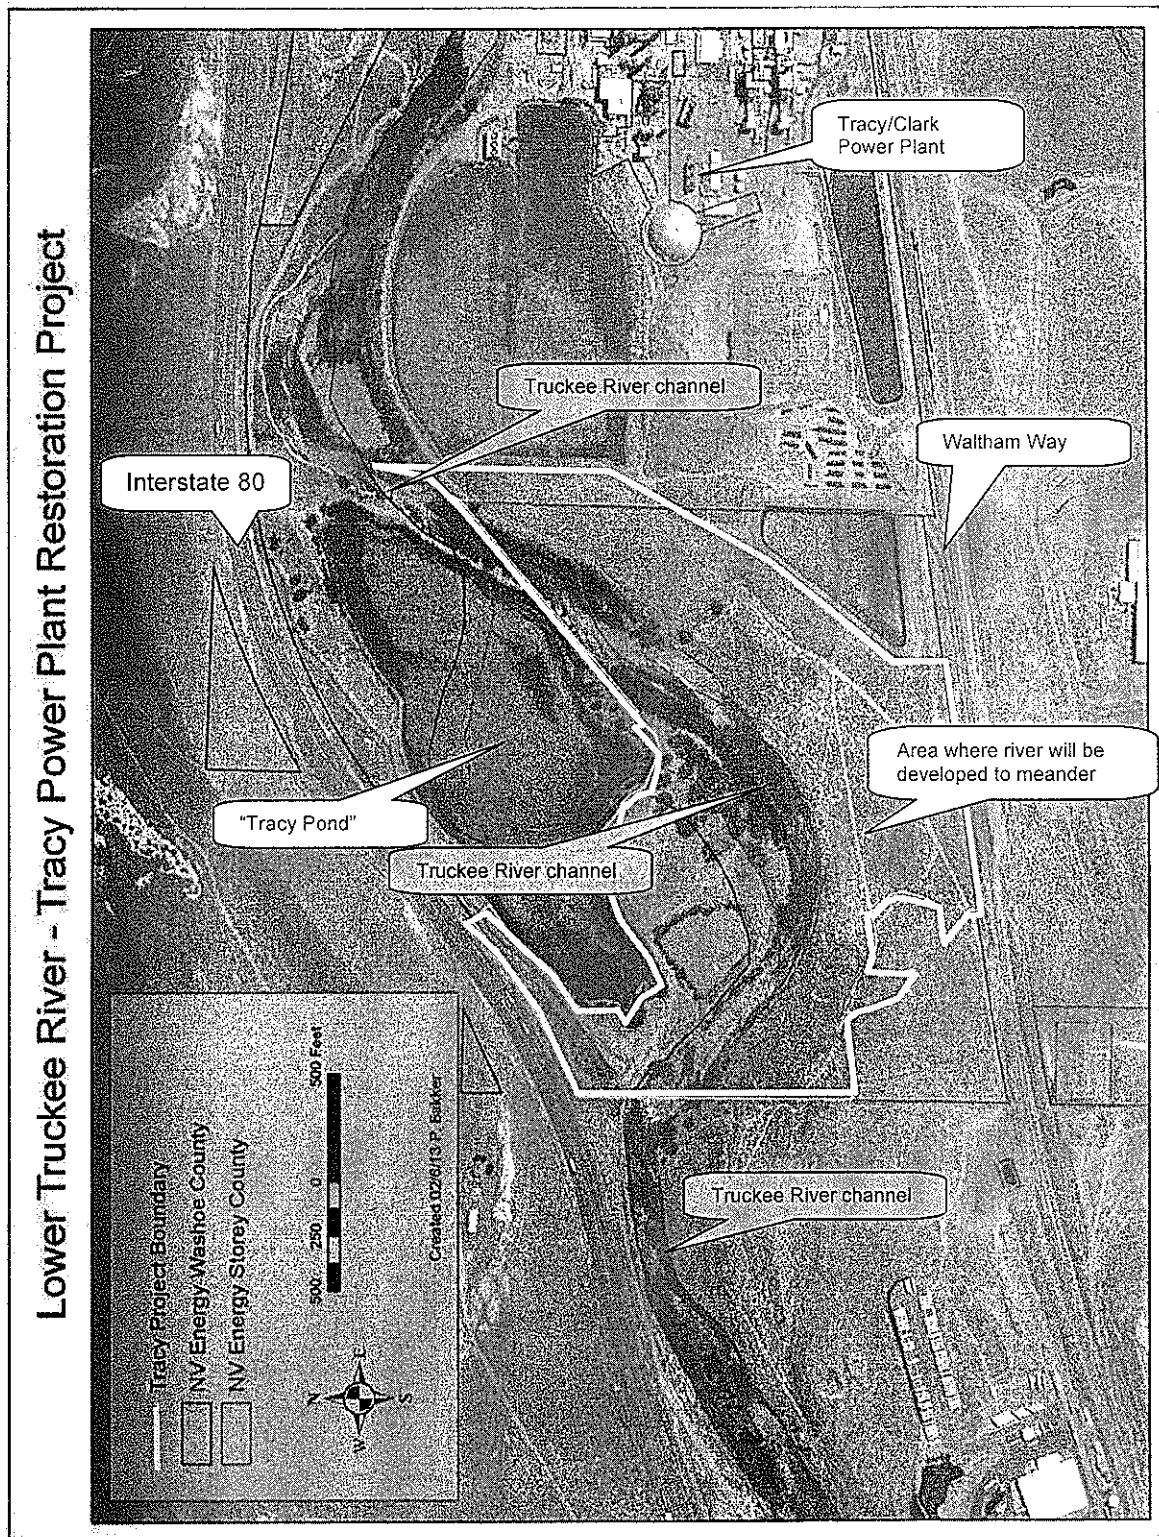 Lower Truckee River - Tracy Power Plant Restoration Project
Tracy/Clark
Power Plant
Truckee River channel
Waltham Way
Interstate 80
Area where river will be
developed to meander
"Tracy Pond"
Truckee River channel
Truckee River channel
Tracy Project Boundary
NV Energy Washoe County
NV Energy Storey County
500 250 0 500 Feet
N
W E
S
Created 02/6/13 P.